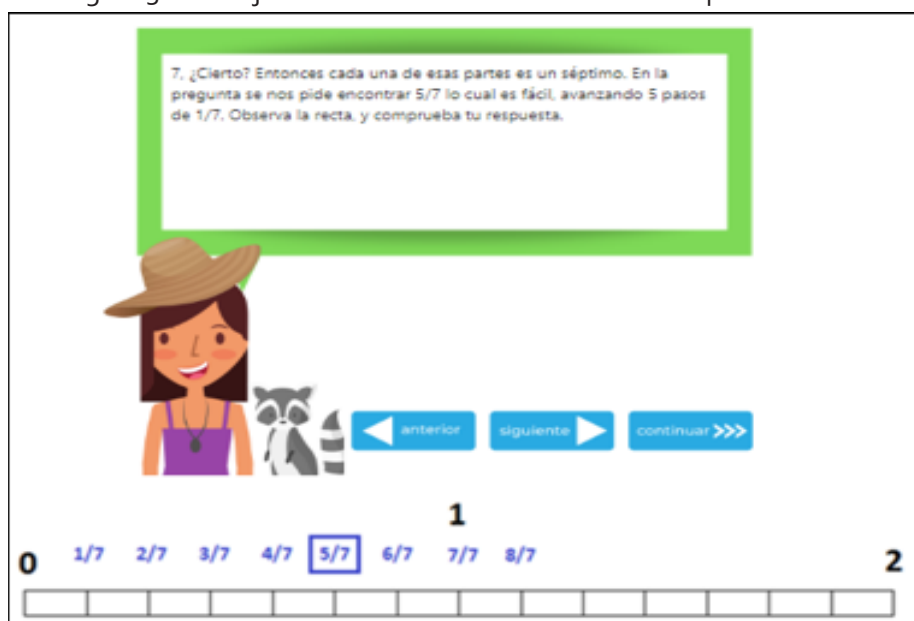 7, ¿Cierto? Entonces cada una de esas partes es un séptimo. En la
pregunta se nos pide encontrar 5/7 lo cual es fácil, avanzando 5 pasos
de 1/7. Observa la recta, y comprueba tu respuesta.
anterior siguiente continuar >>>
1
0 1/7 2/7 3/7 4/7 5/7 6/7 7/7 8/7 2